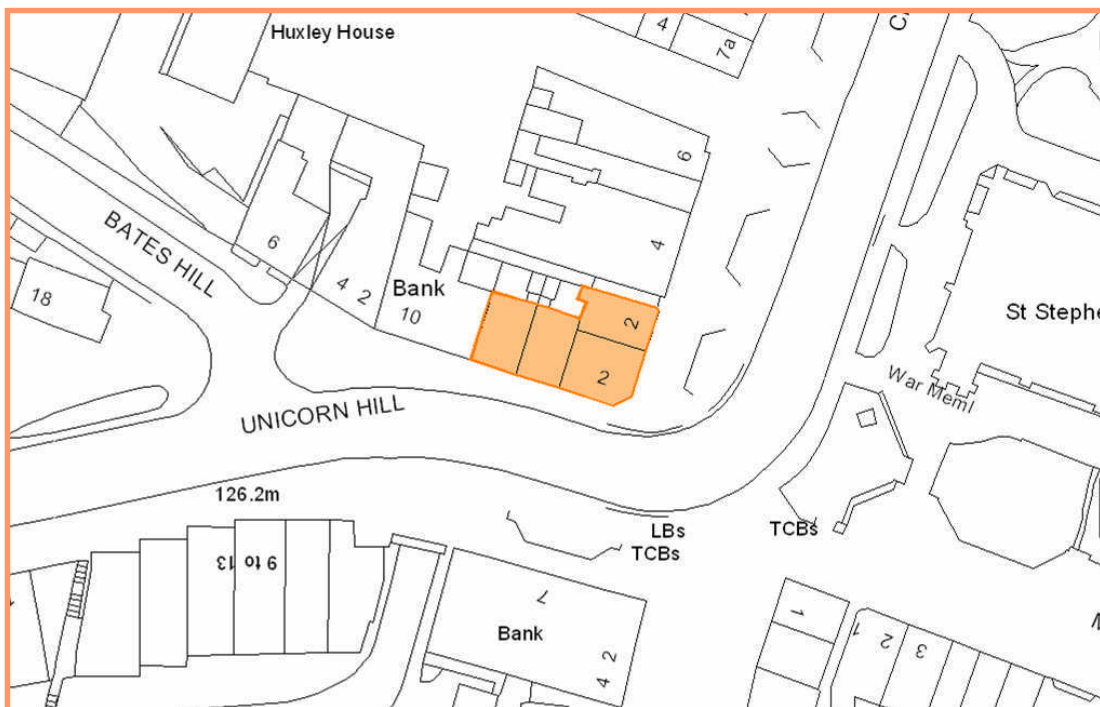 Huxley House
4
7a
BATES HILL
6
4 2
Bank
10
6
4
2
2
18
UNICORN HILL
St Stephe
War Meml
126.2m
LBs
TCBs
TCBs
9 to 13
7
Bank
4 2
1
1 2 3